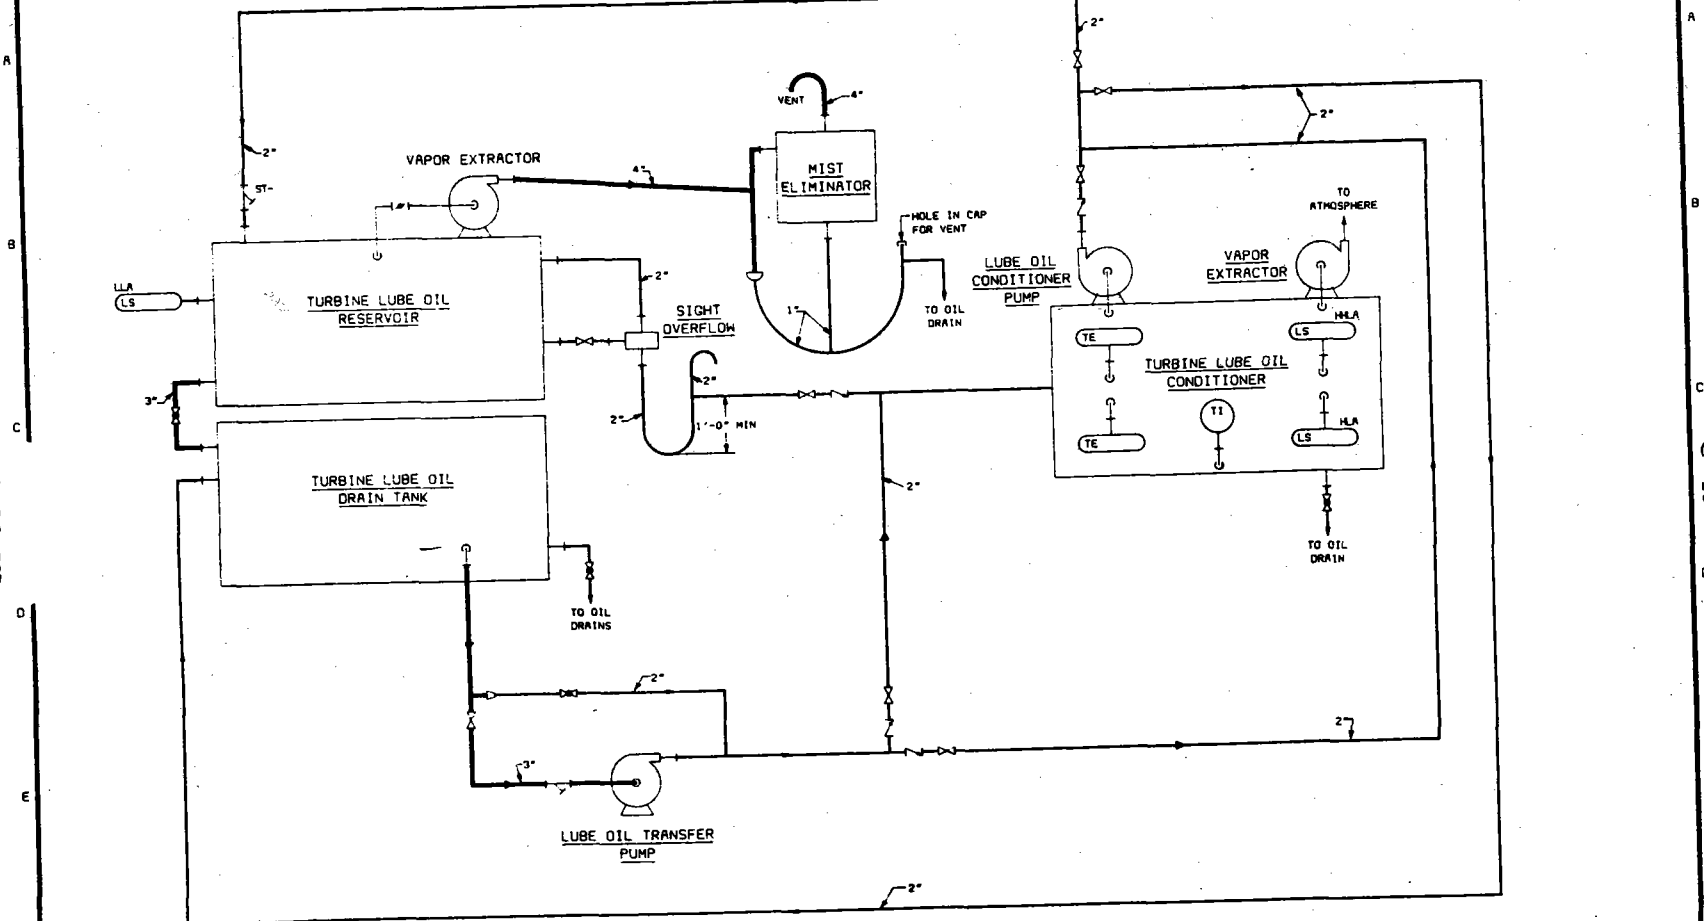 A
A
2"
VENT
4"
2"
2"
VAPOR EXTRACTOR
4"
MIST
ELIMINATOR
ST-
TO
ATMOSPHERE
B
B
HOLE IN CAP
FOR VENT
LUBE OIL
CONDITIONER
PUMP
VAPOR
EXTRACTOR
2"
LLA
LS
TURBINE LUBE OIL
RESERVOIR
SIGHT
OVERFLOW
1"
TO OIL
DRAIN
TE
LS
HHLA
TURBINE LUBE OIL
CONDITIONER
2"
3"
C
C
2"
1'-0" MIN
TI
TE
LS
HLA
TURBINE LUBE OIL
DRAIN TANK
2"
TO OIL
DRAIN
TO OIL
DRAINS
D
2"
2"
3"
E
LUBE OIL TRANSFER
PUMP
2"